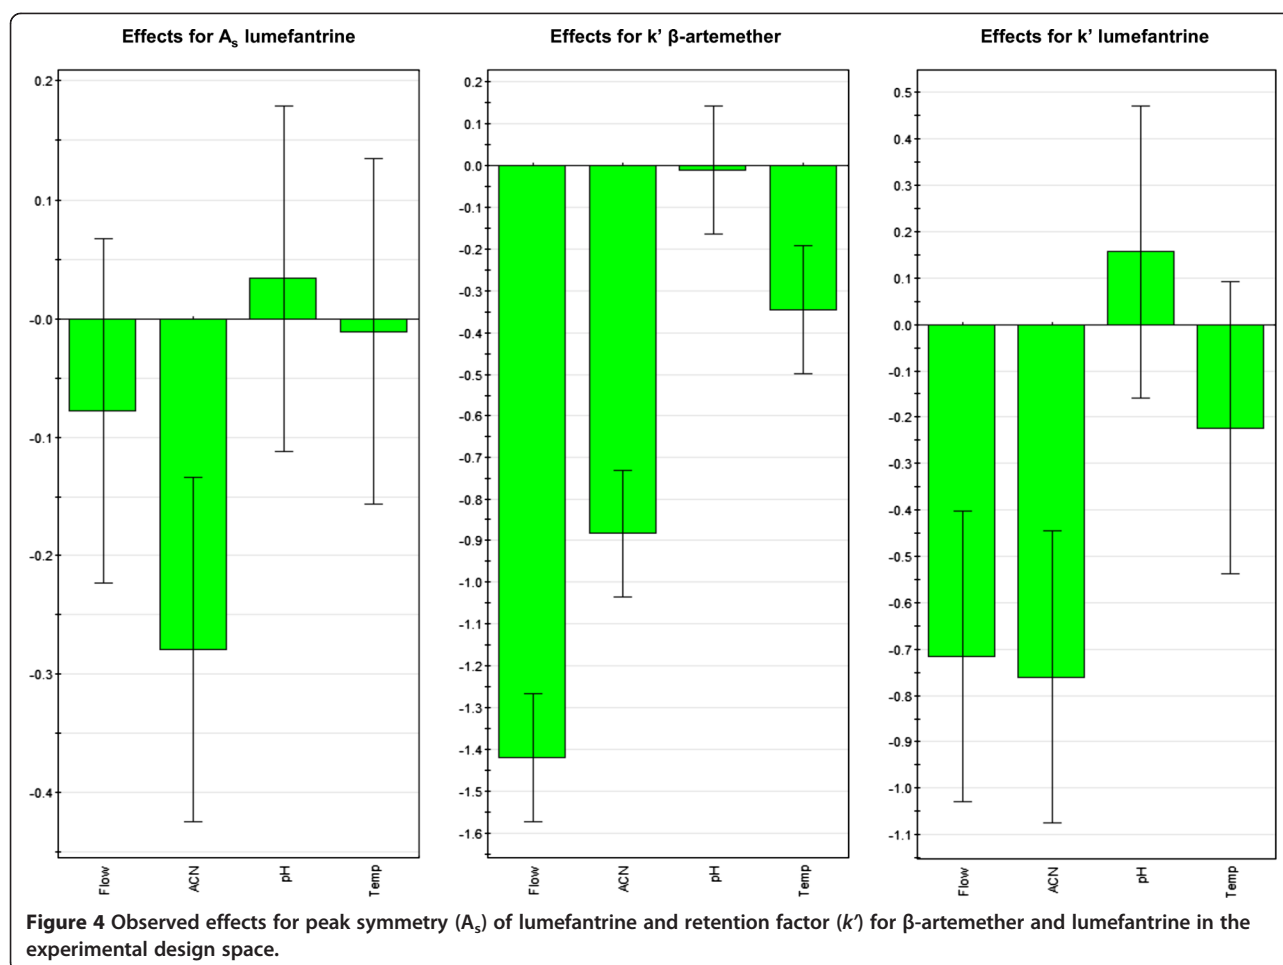 Effects for As lumefantrine
0.2
0.1
-0.0
-0.1
-0.2
-0.3
-0.4
Flow
ACN
pH
Temp
Effects for k' β-artemether
0.2
0.1
0.0
-0.1
-0.2
-0.3
-0.4
-0.5
-0.6
-0.7
-0.8
-0.9
-1.0
-1.1
-1.2
-1.3
-1.4
-1.5
-1.6
Flow
ACN
pH
Temp
Effects for k' lumefantrine
0.5
0.4
0.3
0.2
0.1
0.0
-0.1
-0.2
-0.3
-0.4
-0.5
-0.6
-0.7
-0.8
-0.9
-1.0
-1.1
Flow
ACN
pH
Temp
Figure 4 Observed effects for peak symmetry (As) of lumefantrine and retention factor (k') for β-artemether and lumefantrine in the
experimental design space.